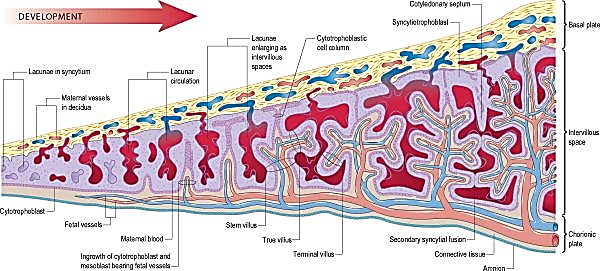 DEVELOPMENT
Cotyledonary septum
Syncytiotrophoblast
Basal plate
Lacunae
enlarging as
intervillous
spaces
Cytotrophoblastic
cell column
Lacunae in syncytium
Lacunar
circulation
Maternal vessels
in decidua
Intervillous
space
Cytotrophoblast
Fetal vessels
Maternal blood
Ingrowth of cytotrophoblast and
mesoblast bearing fetal vessels
Stem villus
True villus
Terminal villus
Secondary syncytial fusion
Connective tissue
Amnion
Chorionic
plate